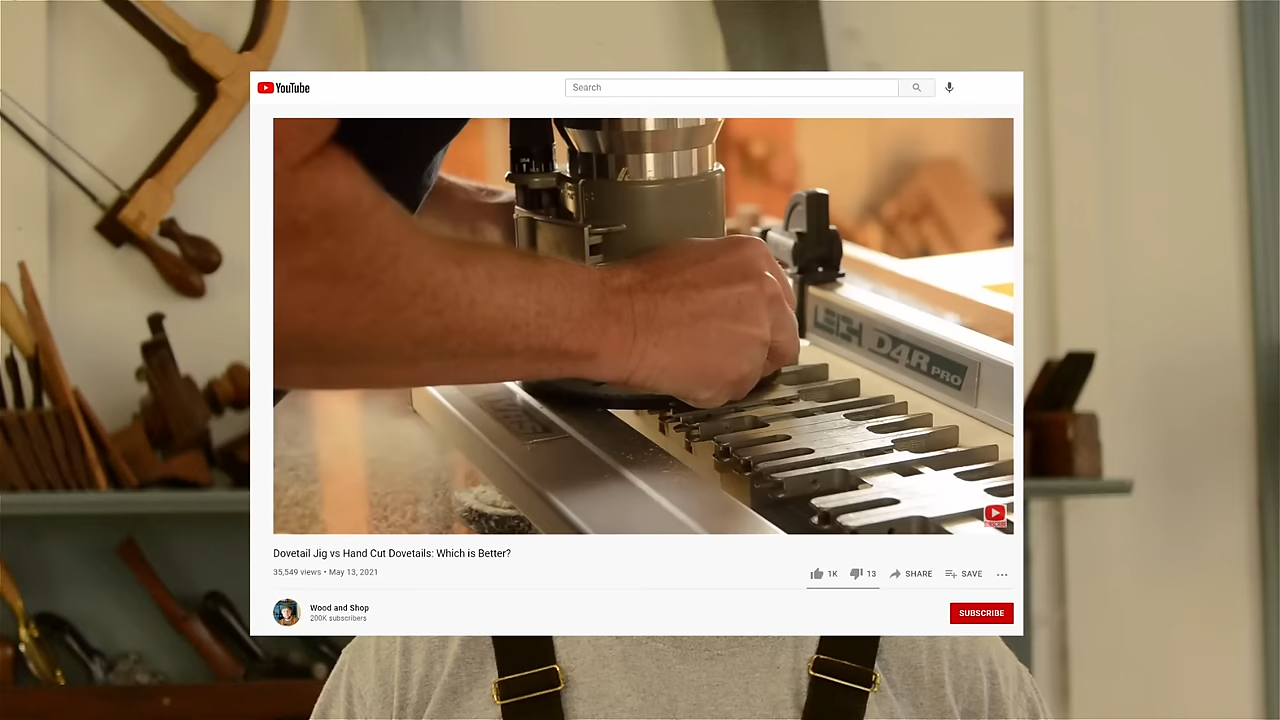 YouTube
Search
LEIGH D4R PRO
Dovetail Jig vs Hand Cut Dovetails: Which is Better?
35,549 views • May 13, 2021
1K
13
SHARE
SAVE
Wood and Shop
200K subscribers
SUBSCRIBE